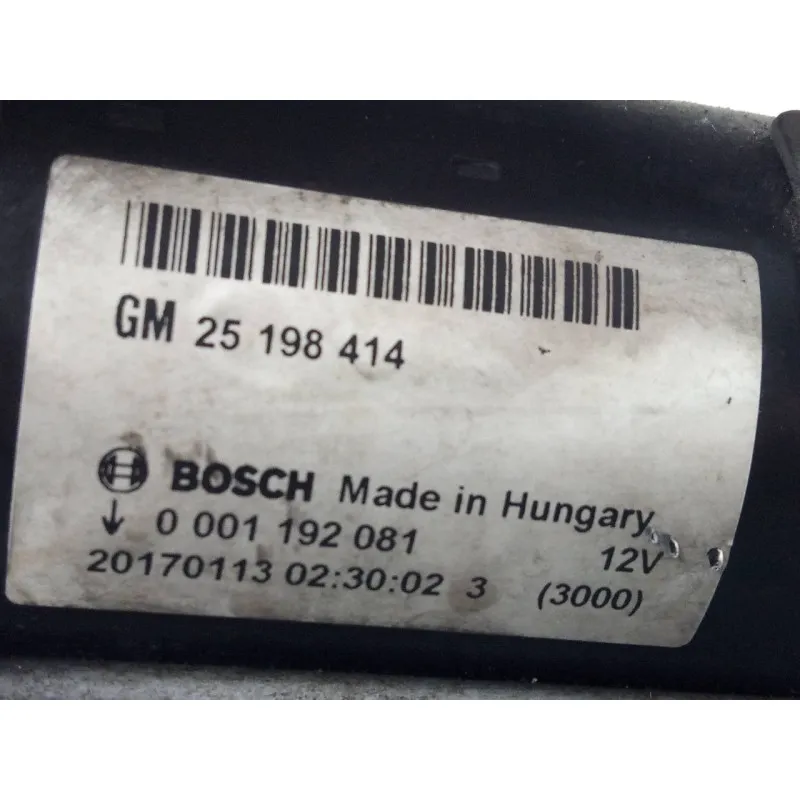 GM 25 198 414
BOSCH Made in Hungary
0 001 192 081 12V
20170113 02:30:02 3 (3000)